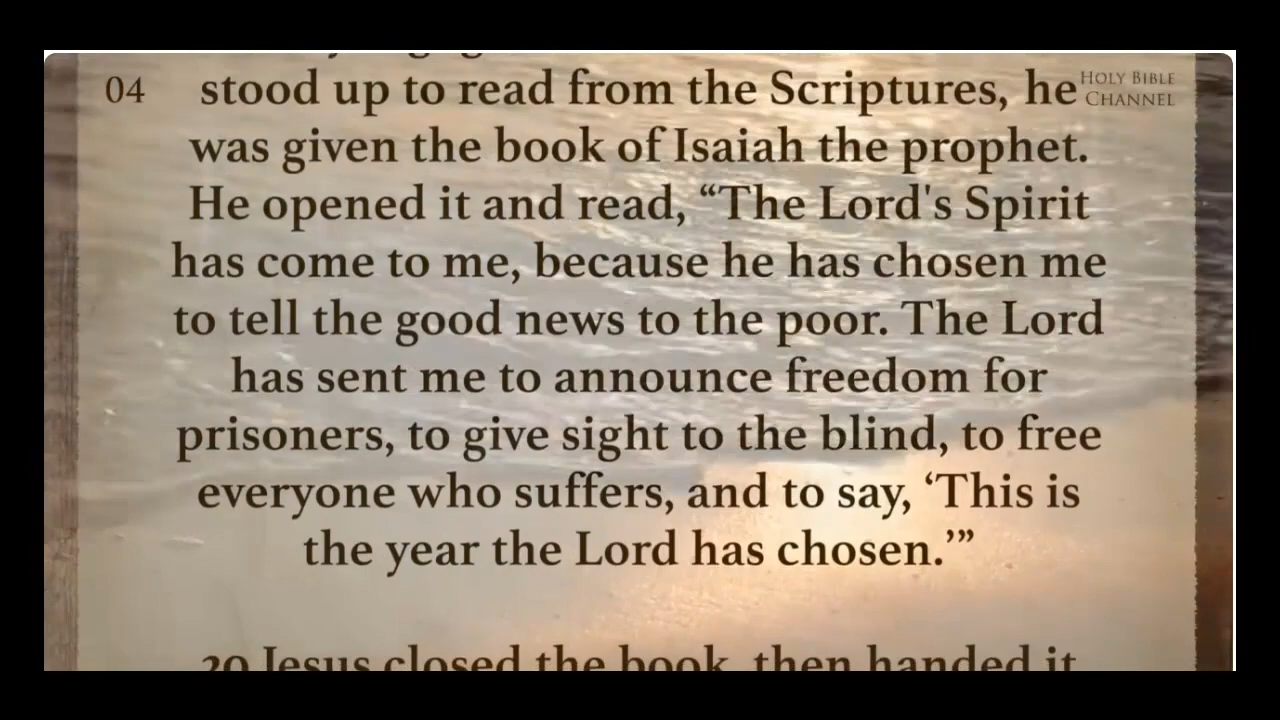 04
stood up to read from the Scriptures, he
HOLY BIBLE
CHANNEL
was given the book of Isaiah the prophet.
He opened it and read, “The Lord's Spirit
has come to me, because he has chosen me
to tell the good news to the poor. The Lord
has sent me to announce freedom for
prisoners, to give sight to the blind, to free
everyone who suffers, and to say, ‘This is
the year the Lord has chosen.’”
20 Jesus closed the book, then handed it